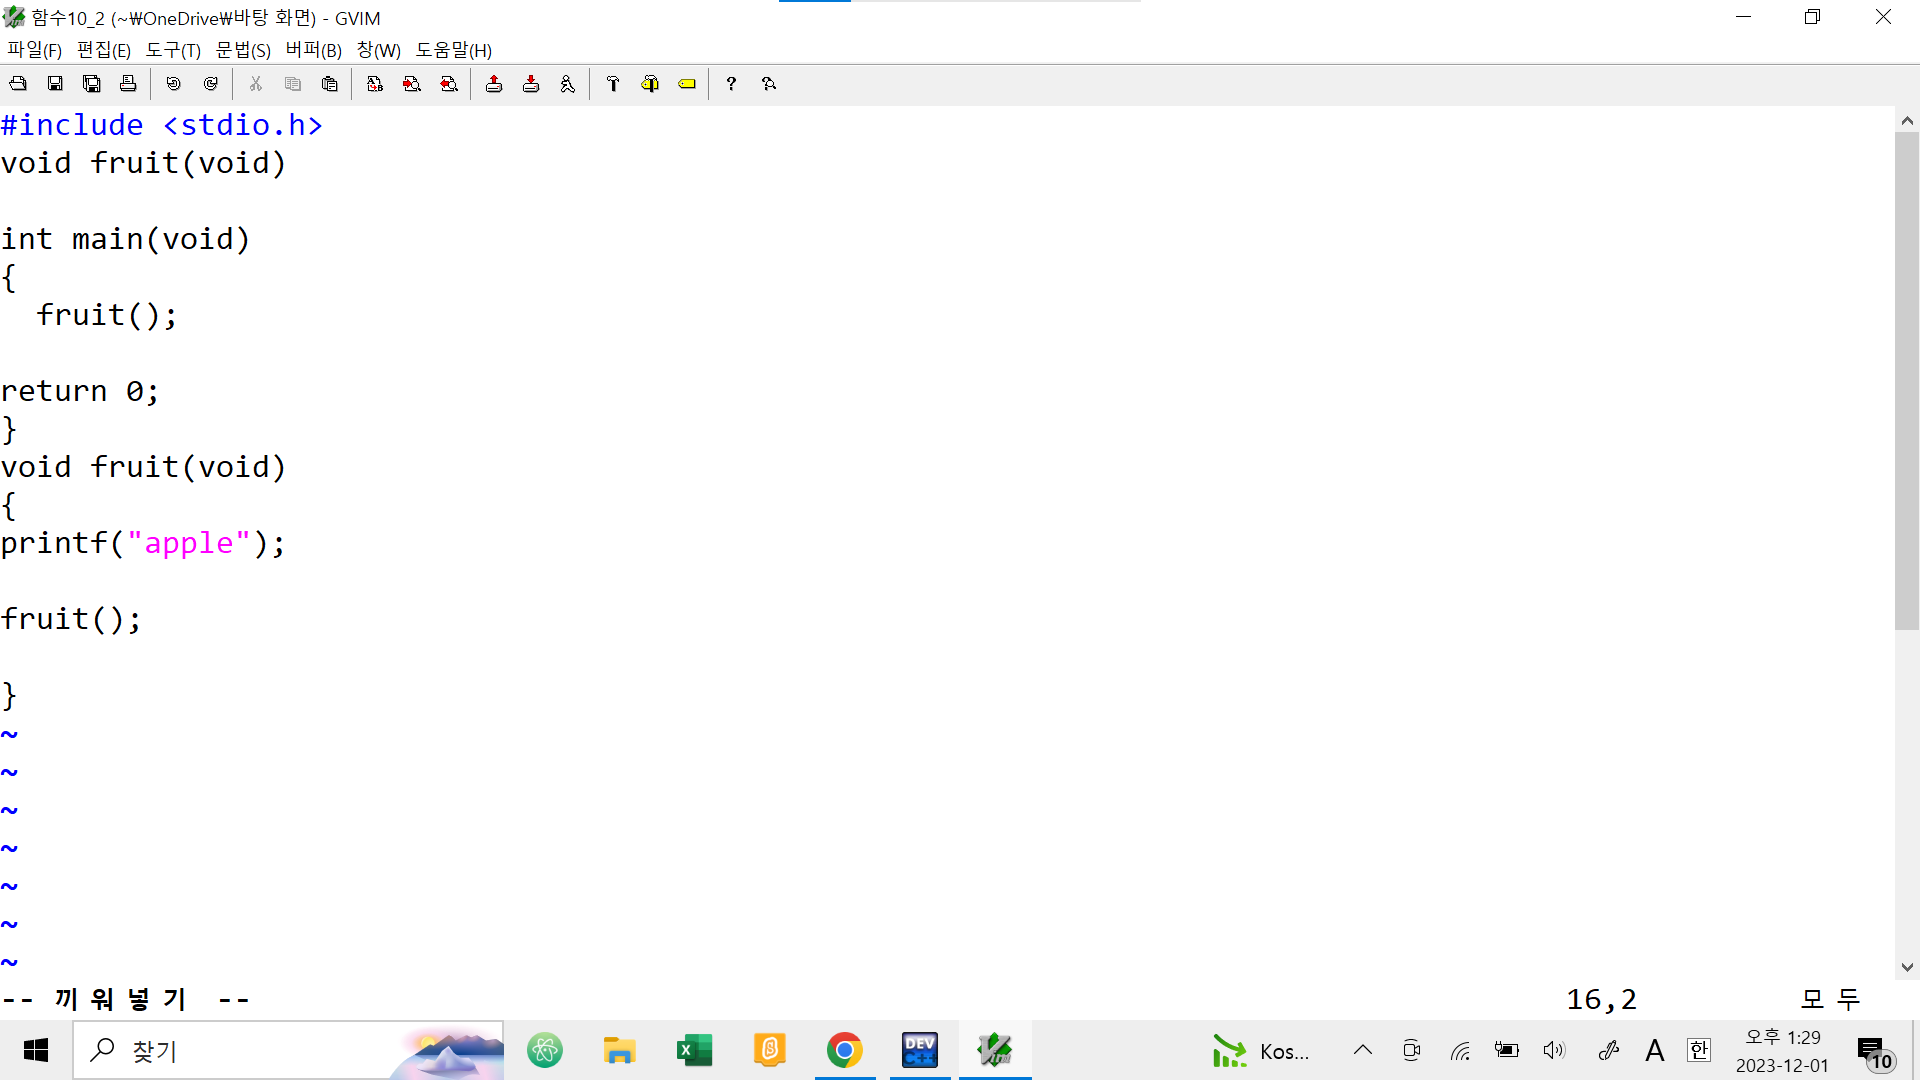 함수10_2 (~₩OneDrive₩바탕 화면) - GVIM
파일(F) 편집(E) 도구(T) 문법(S) 버퍼(B) 창(W) 도움말(H)
#include <stdio.h>
void fruit(void)
int main(void)
{
  fruit();
return 0;
}
void fruit(void)
{
printf("apple");
fruit();
}
~
~
~
~
~
~
~
-- 끼워넣기 -- 16,2 모두
찾기 DEV C++ Kos... A 한 오후 1:29
2023-12-01 10